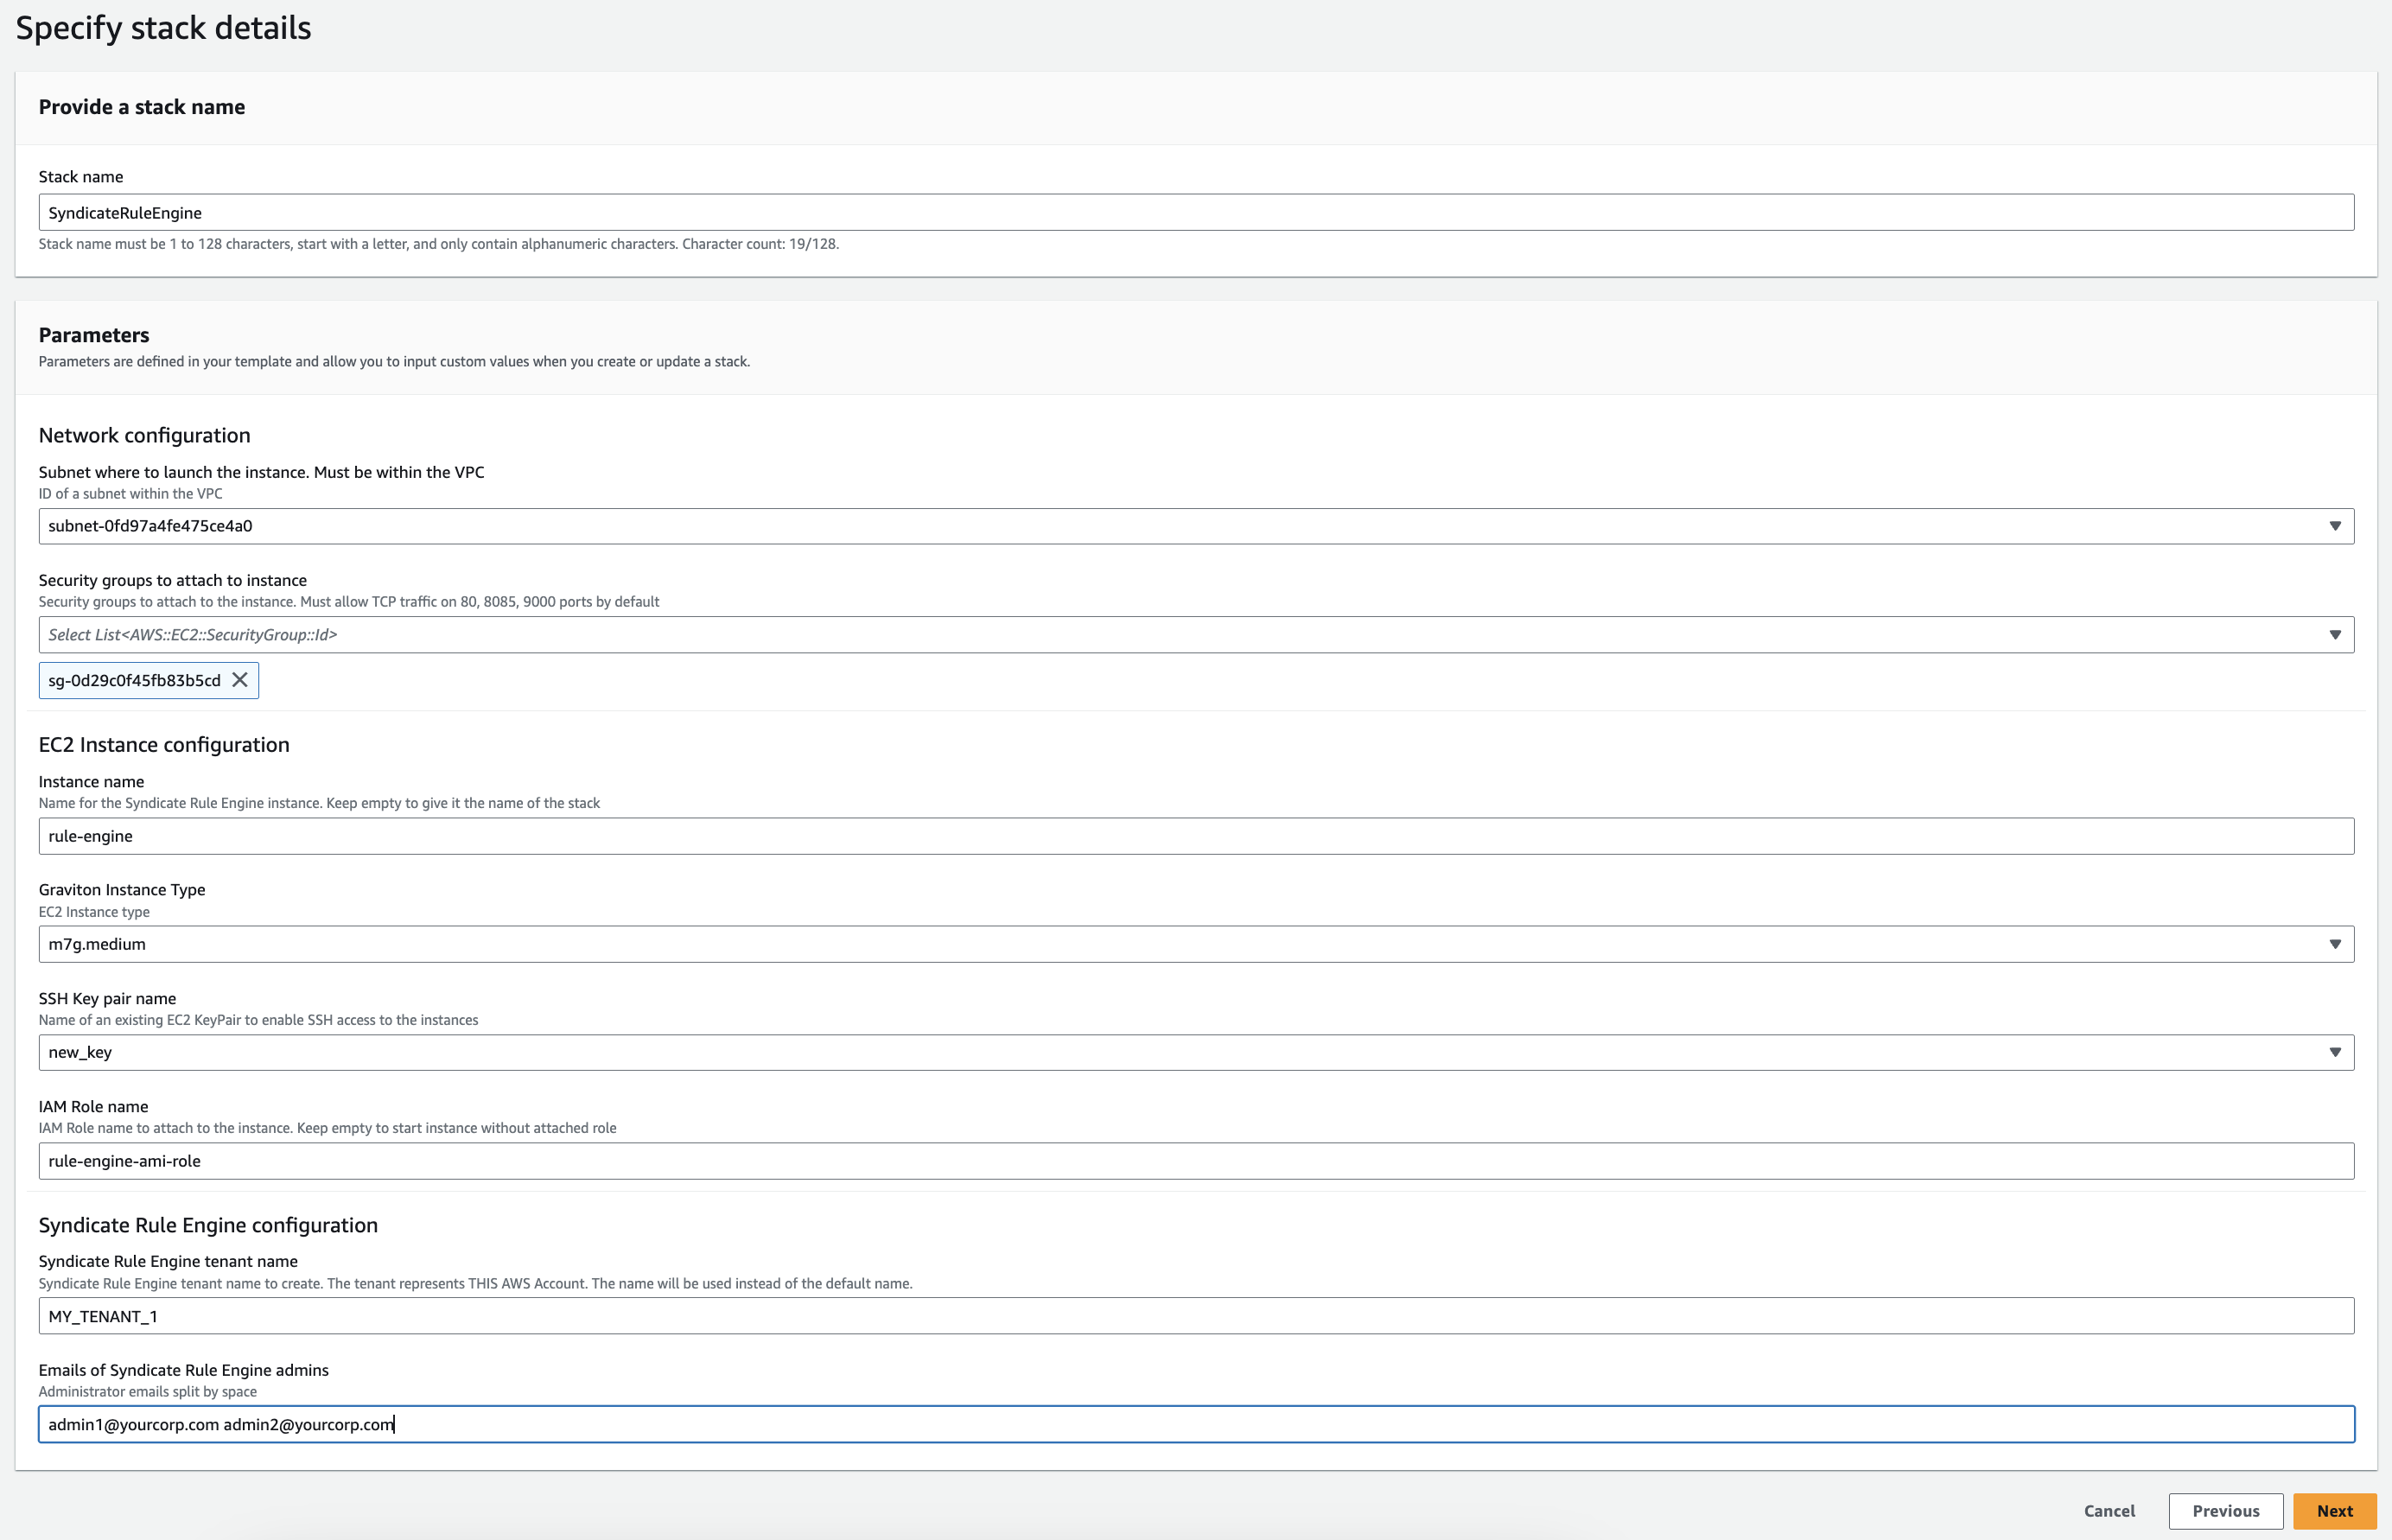 Specify stack details
Provide a stack name
Stack name
SyndicateRuleEngine
Stack name must be 1 to 128 characters, start with a letter, and only contain alphanumeric characters. Character count: 19/128.
Parameters
Parameters are defined in your template and allow you to input custom values when you create or update a stack.
Network configuration
Subnet where to launch the instance. Must be within the VPC
ID of a subnet within the VPC
subnet-0fd97a4fe475ce4a0
Security groups to attach to instance
Security groups to attach to the instance. Must allow TCP traffic on 80, 8085, 9000 ports by default
Select List<AWS::EC2::SecurityGroup::Id>
sg-0d29c0f45fb83b5cd
EC2 Instance configuration
Instance name
Name for the Syndicate Rule Engine instance. Keep empty to give it the name of the stack
rule-engine
Graviton Instance Type
EC2 Instance type
m7g.medium
SSH Key pair name
Name of an existing EC2 KeyPair to enable SSH access to the instances
new_key
IAM Role name
IAM Role name to attach to the instance. Keep empty to start instance without attached role
rule-engine-ami-role
Syndicate Rule Engine configuration
Syndicate Rule Engine tenant name
Syndicate Rule Engine tenant name to create. The tenant represents THIS AWS Account. The name will be used instead of the default name.
MY_TENANT_1
Emails of Syndicate Rule Engine admins
Administrator emails split by space
admin1@yourcorp.com admin2@yourcorp.com
Cancel Previous Next